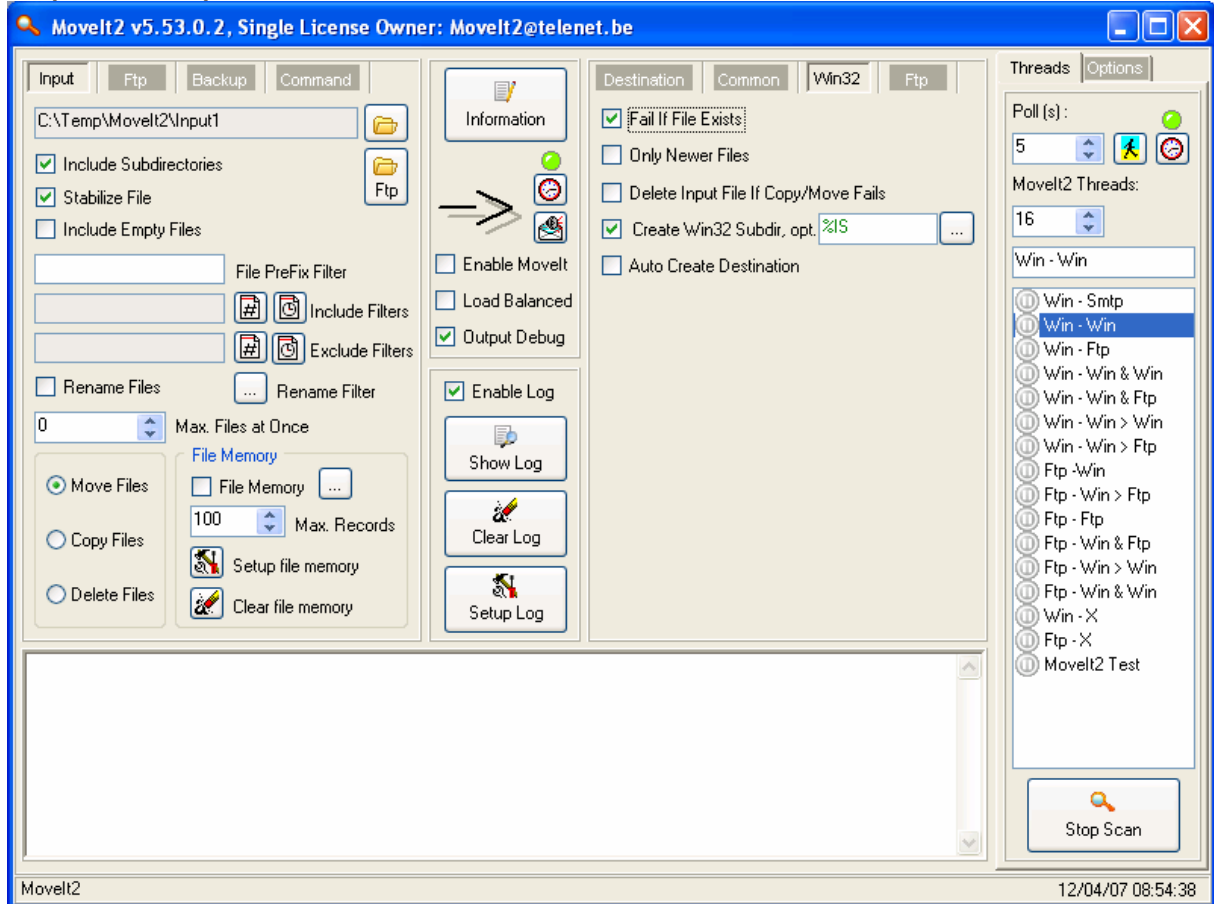 MoveIt2 v5.53.0.2, Single License Owner: MoveIt2@telenet.be
Input Ftp Backup Command
C:\Temp\MoveIt2\Input1
Include Subdirectories
Ftp
Stabilize File
Include Empty Files
File PreFix Filter
# Include Filters
# Exclude Filters
Rename Files ... Rename Filter
0 Max. Files at Once
Move Files
Copy Files
Delete Files
File Memory
File Memory ...
100 Max. Records
Setup file memory
Clear file memory
Information
Enable MoveIt
Load Balanced
Output Debug
Enable Log
Show Log
Clear Log
Setup Log
Destination Common Win32 Ftp
Fail If File Exists
Only Newer Files
Delete Input File If Copy/Move Fails
Create Win32 Subdir, opt. %IS ...
Auto Create Destination
Threads Options
Poll (s) :
5
MoveIt2 Threads:
16
Win - Win
Win - Smtp
Win - Win
Win - Ftp
Win - Win & Win
Win - Win & Ftp
Win - Win > Win
Win - Win > Ftp
Ftp -Win
Ftp - Win > Ftp
Ftp - Ftp
Ftp - Win & Ftp
Ftp - Win > Win
Ftp - Win & Win
Win - X
Ftp - X
MoveIt2 Test
Stop Scan
MoveIt2 12/04/07 08:54:38